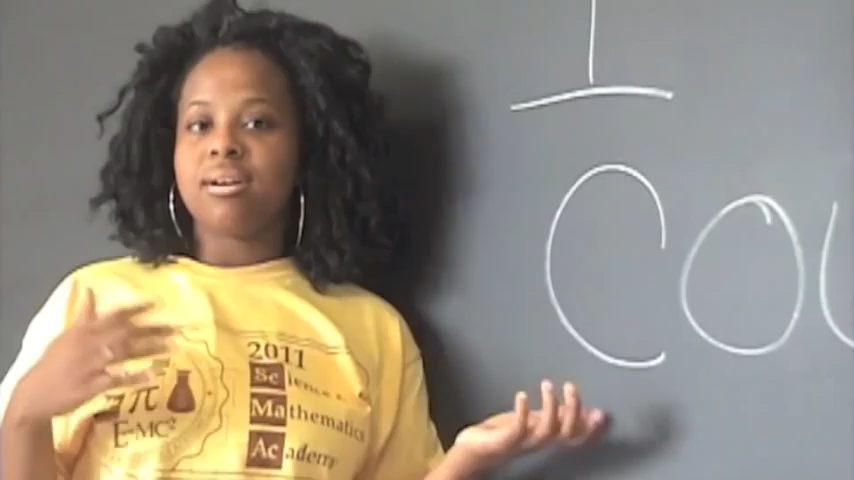 I
COU
2011
Science
Mathematics
Academy
π
E=MC²